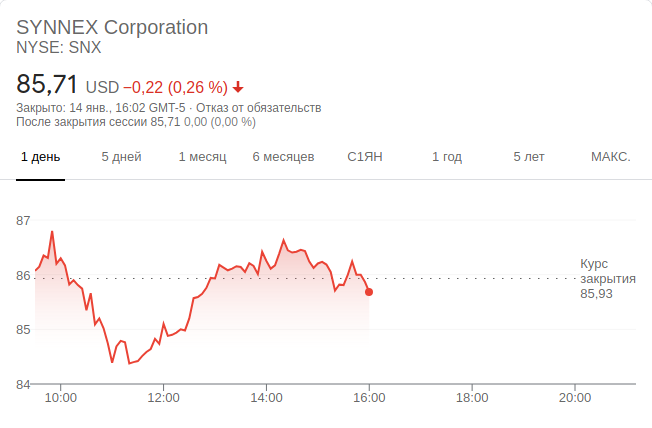 SYNNEX Corporation
NYSE: SNX
85,71 USD −0,22 (0,26 %)
Закрыто: 14 янв., 16:02 GMT-5 · Отказ от обязательств
После закрытия сессии 85,71 0,00 (0,00 %)
1 день 5 дней 1 месяц 6 месяцев С1ЯН 1 год 5 лет МАКС.
87
86
85
84
Курс
закрытия
85,93
10:00 12:00 14:00 16:00 18:00 20:00